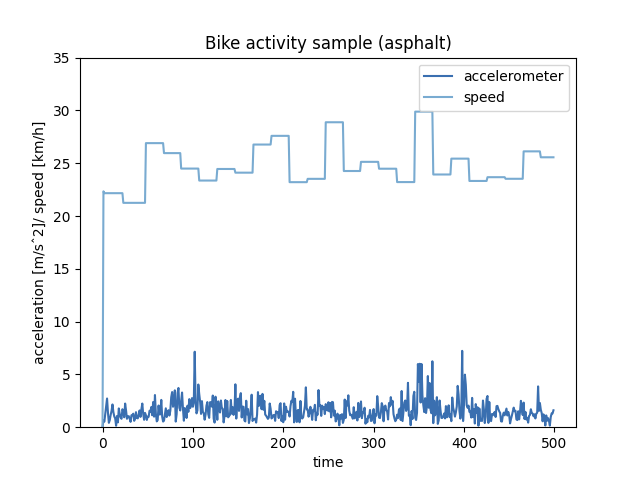 Bike activity sample (asphalt)
accelerometer
speed
acceleration [m/sˆ2]/ speed [km/h]
35
30
25
20
15
10
5
0
0 100 200 300 400 500
time